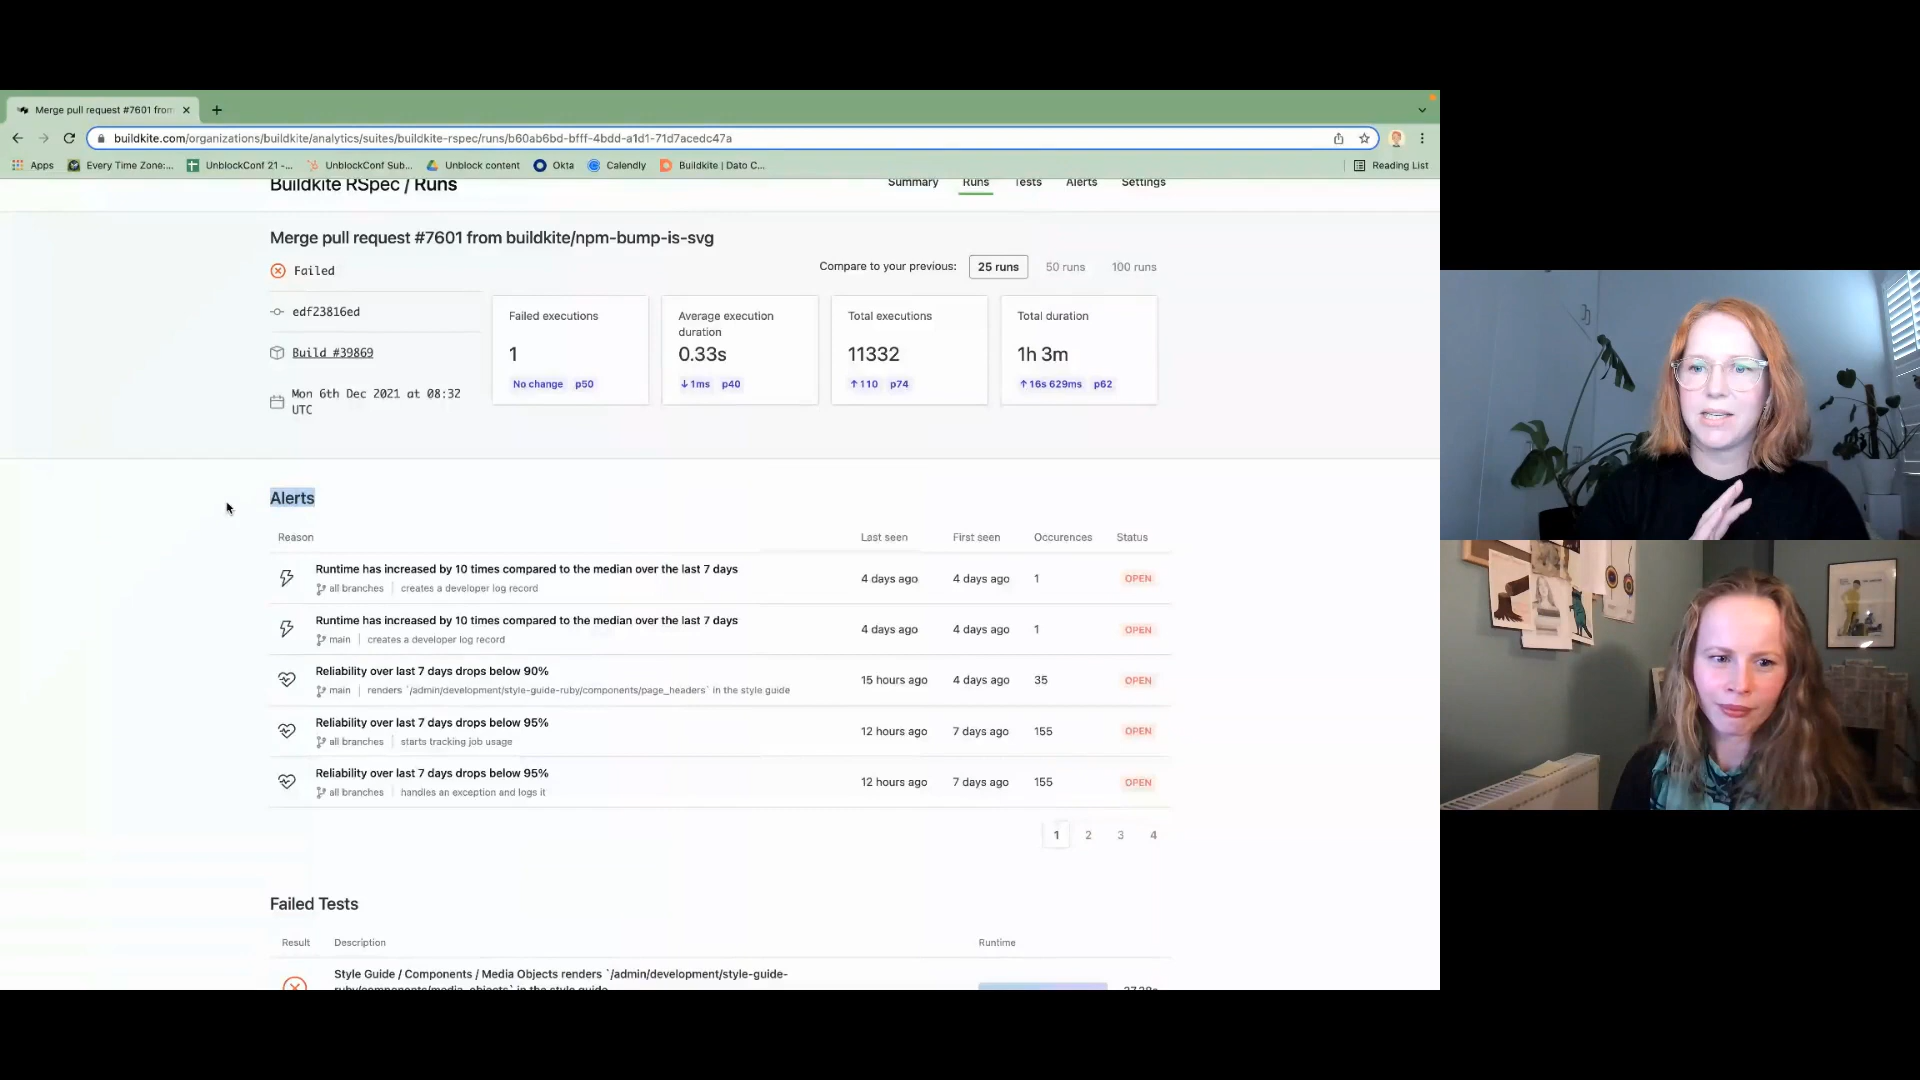 Merge pull request #7601 from
buildkite.com/organizations/buildkite/analytics/suites/buildkite-rspec/runs/b60ab6bd-bfff-4bdd-a1d1-71d7acedc47a
Apps Every Time Zone:... UnblockConf 21 -... UnblockConf Sub... Unblock content Okta Calendly Buildkite | Dato C... Reading List
Buildkite RSpec / Runs
Summary Runs Tests Alerts Settings
Merge pull request #7601 from buildkite/npm-bump-is-svg
Failed
Compare to your previous: 25 runs 50 runs 100 runs
edf23816ed
Build #39869
Mon 6th Dec 2021 at 08:32
UTC
Failed executions
1
No change p50
Average execution
duration
0.33s
↓1ms p40
Total executions
11332
↑110 p74
Total duration
1h 3m
↑16s 629ms p62
Alerts
Reason Last seen First seen Occurences Status
Runtime has increased by 10 times compared to the median over the last 7 days
all branches | creates a developer log record
4 days ago 4 days ago 1 OPEN
Runtime has increased by 10 times compared to the median over the last 7 days
main | creates a developer log record
4 days ago 4 days ago 1 OPEN
Reliability over last 7 days drops below 90%
main | renders `/admin/development/style-guide-ruby/components/page_headers` in the style guide
15 hours ago 4 days ago 35 OPEN
Reliability over last 7 days drops below 95%
all branches | starts tracking job usage
12 hours ago 7 days ago 155 OPEN
Reliability over last 7 days drops below 95%
all branches | handles an exception and logs it
12 hours ago 7 days ago 155 OPEN
1 2 3 4
Failed Tests
Result Description Runtime
Style Guide / Components / Media Objects renders `/admin/development/style-guide-
ruby/components/media_objects` in the style guide